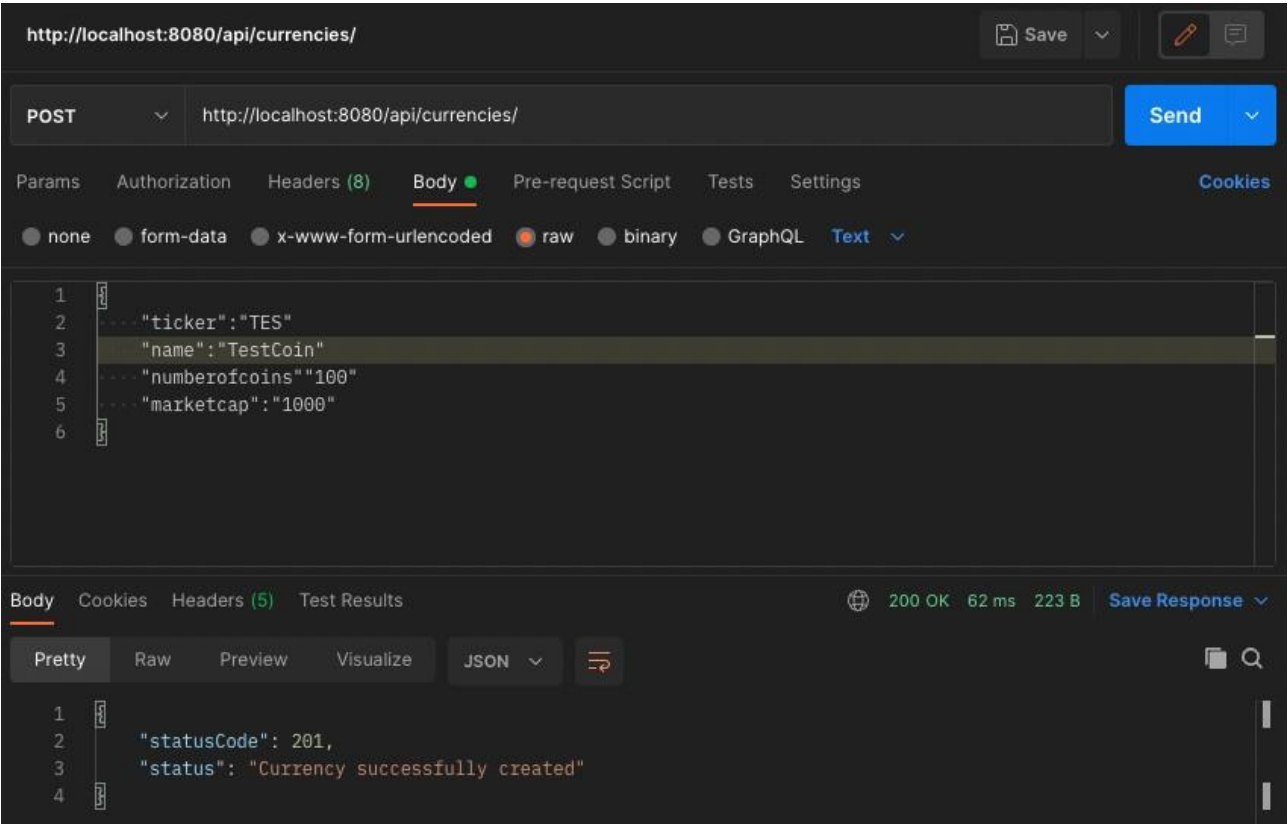 http://localhost:8080/api/currencies/ Save
POST http://localhost:8080/api/currencies/ Send
Params Authorization Headers (8) Body Pre-request Script Tests Settings Cookies
none form-data x-www-form-urlencoded raw binary GraphQL Text
1 {
2 "ticker":"TES"
3 "name":"TestCoin"
4 "numberofcoins""100"
5 "marketcap":"1000"
6 }
Body Cookies Headers (5) Test Results 200 OK 62 ms 223 B Save Response
Pretty Raw Preview Visualize JSON
1 {
2 "statusCode": 201,
3 "status": "Currency successfully created"
4 }